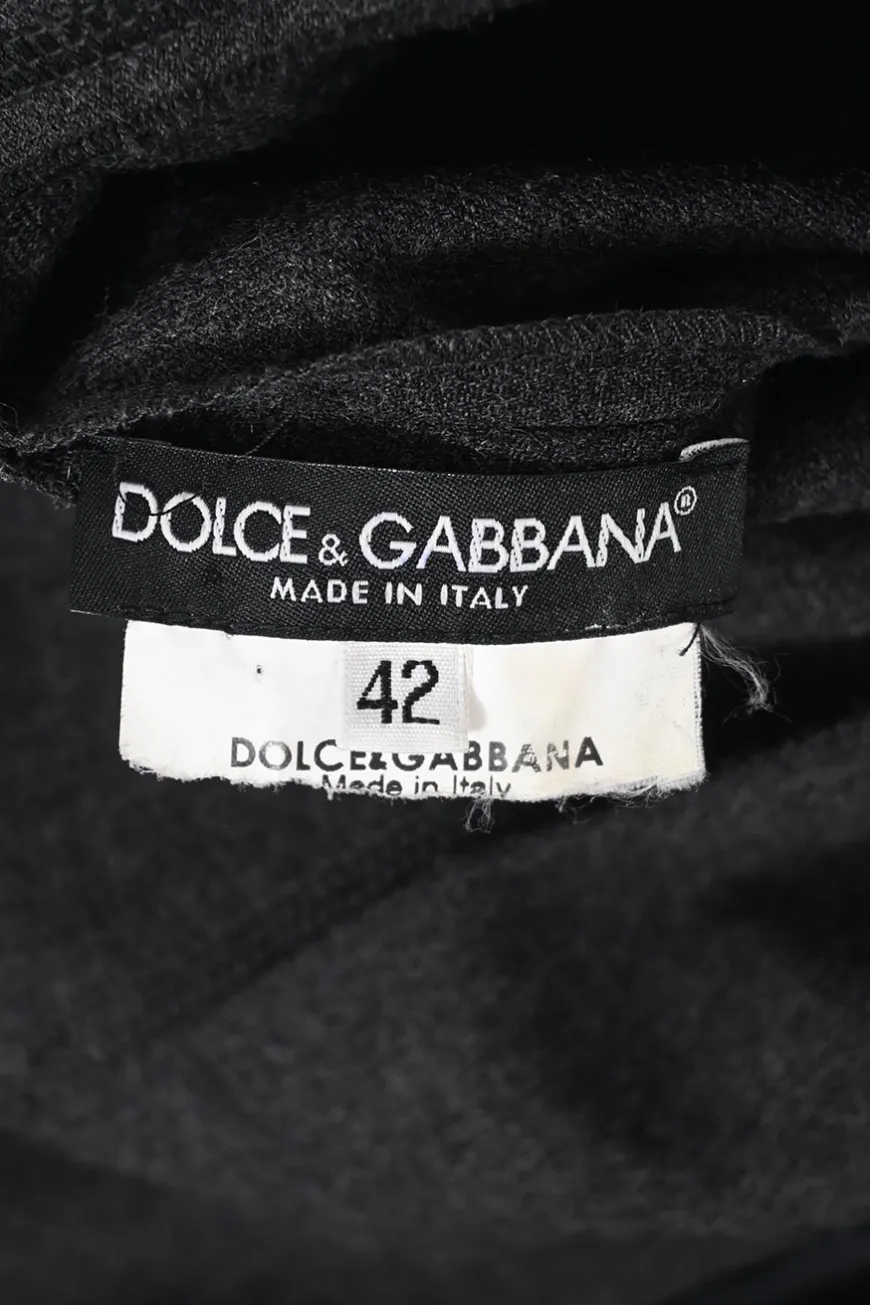 DOLCE & GABBANA®
MADE IN ITALY
42
DOLCE&GABBANA
Made in Italy